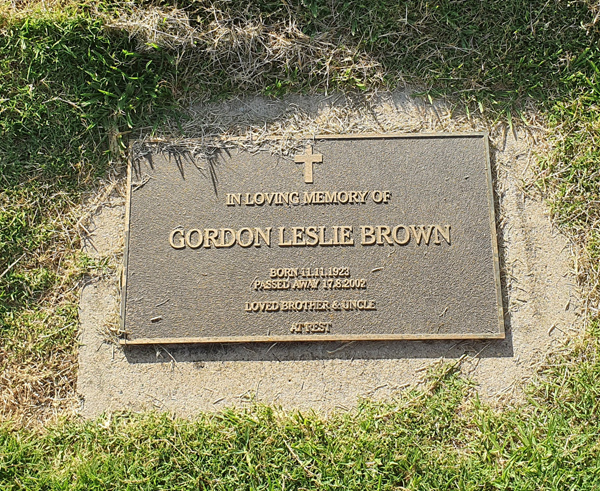 IN LOVING MEMORY OF
GORDON LESLIE BROWN
BORN 11.11.1923
PASSED AWAY 17.8.2002
LOVED BROTHER & UNCLE
AT REST